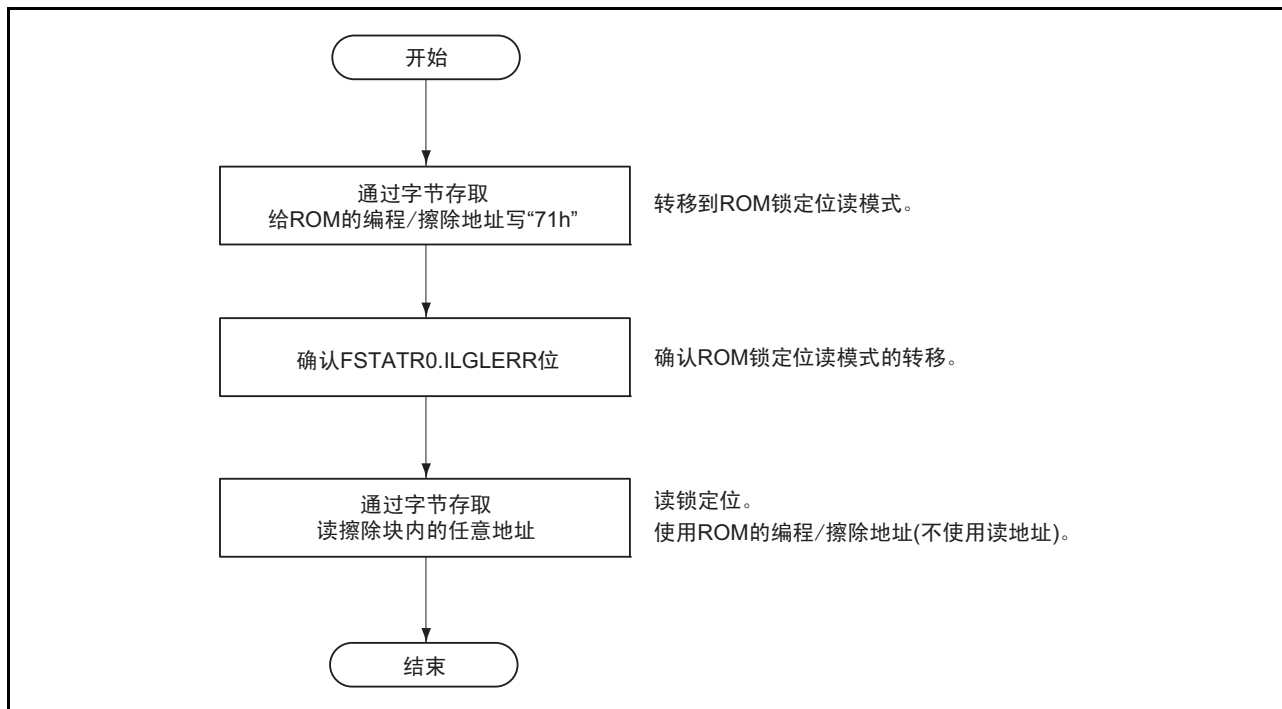 开始
通过字节存取
给ROM的编程/擦除地址写“71h”
转移到ROM锁定位读模式。
确认FSTATR0.ILGLERR位
确认ROM锁定位读模式的转移。
通过字节存取
读擦除块内的任意地址
读锁定位。
使用ROM的编程/擦除地址(不使用读地址)。
结束